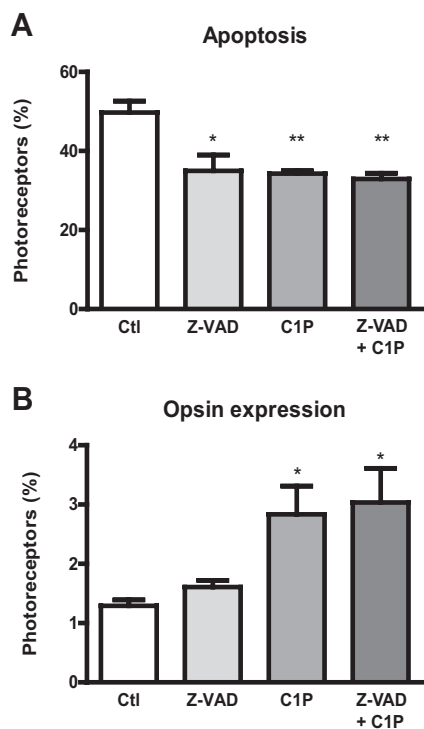 A
Apoptosis
Photoreceptors (%)
60
40
20
0
*
**
**
Ctl
Z-VAD
C1P
Z-VAD
+ C1P
B
Opsin expression
Photoreceptors (%)
4
3
2
1
0
*
*
Ctl
Z-VAD
C1P
Z-VAD
+ C1P